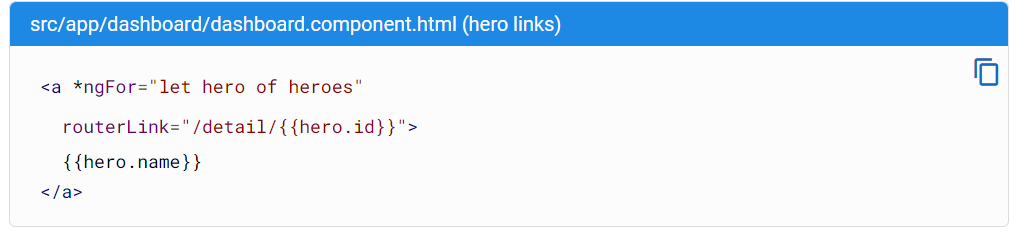 src/app/dashboard/dashboard.component.html (hero links)
<a *ngFor="let hero of heroes"
routerLink="/detail/{{hero.id}}">
{{hero.name}}
</a>